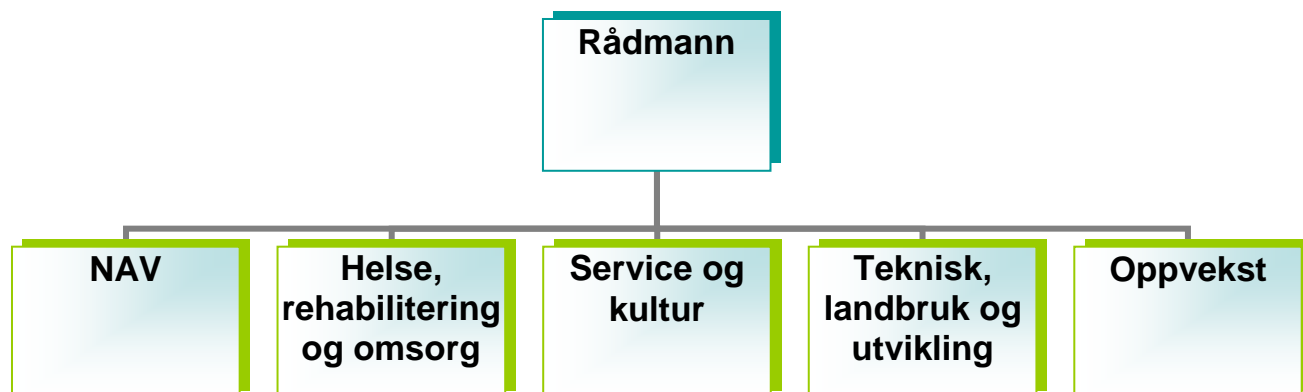 Rådmann
NAV
Helse,
rehabilitering
og omsorg
Service og
kultur
Teknisk,
landbruk og
utvikling
Oppvekst